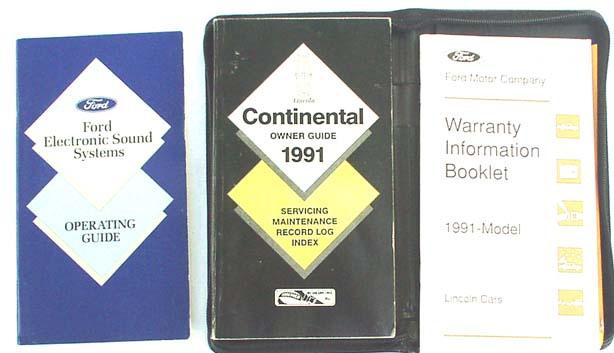 Ford
Ford
Electronic Sound
Systems
OPERATING
GUIDE
Lincoln
Continental
OWNER GUIDE
1991
SERVICING
MAINTENANCE
RECORD LOG
INDEX
Ford
Ford Motor Company
Warranty
Information
Booklet
1991-Model
Lincoln Cars